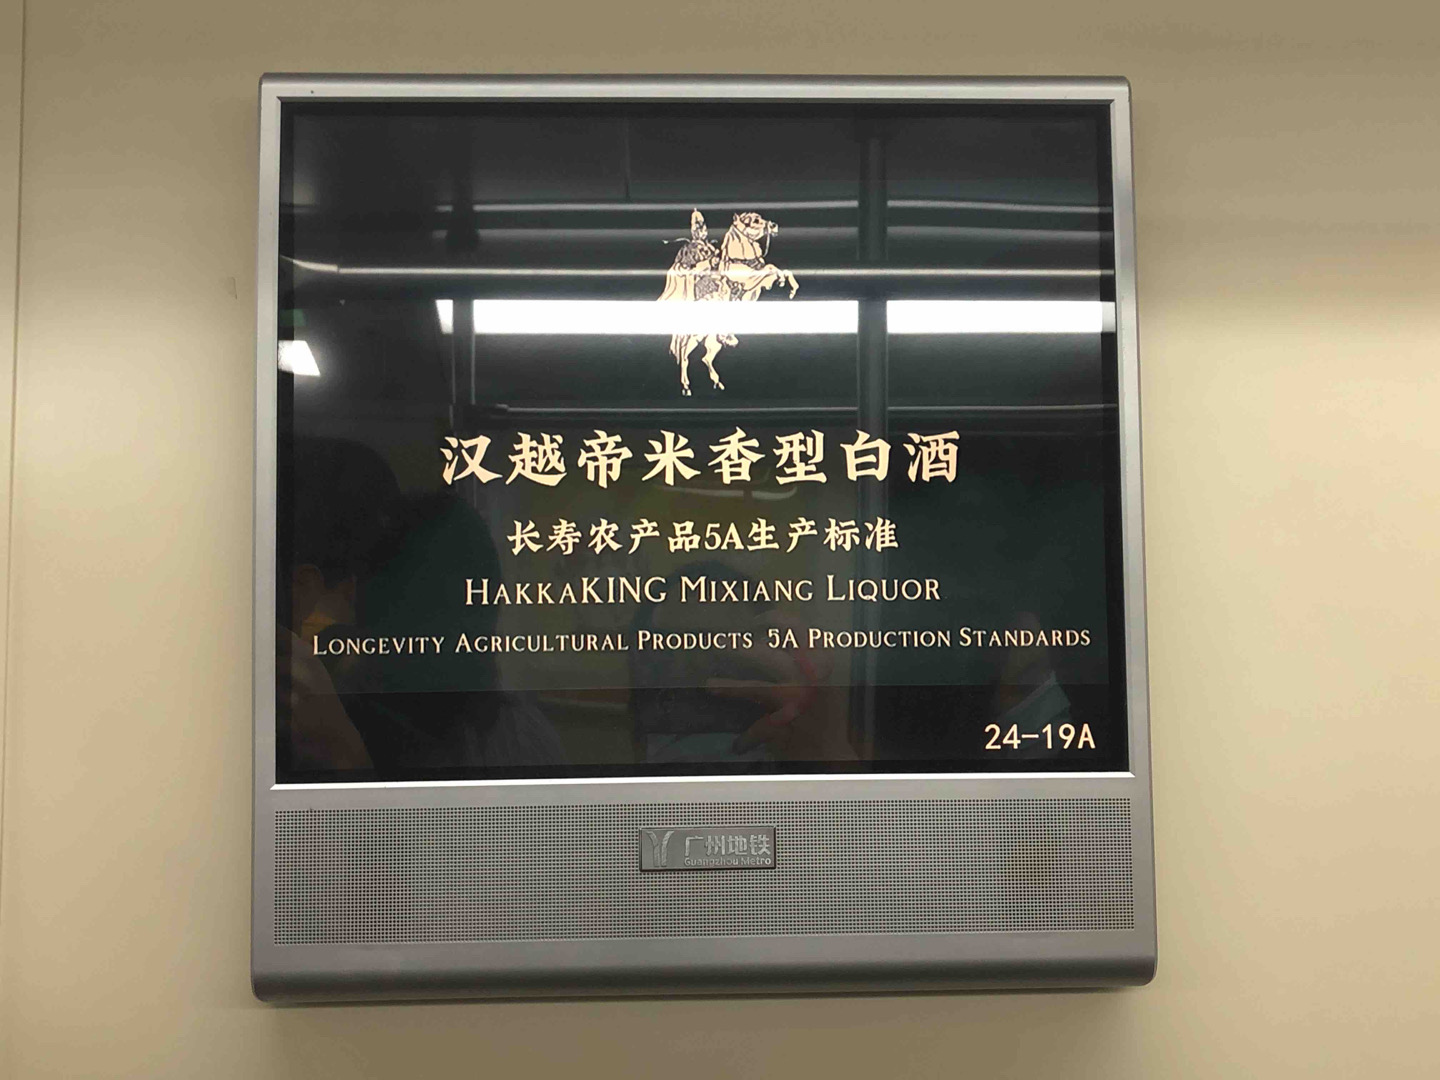 汉越帝米香型白酒
长寿农产品5A生产标准
HAKKAKING MIXIANG LIQUOR
LONGEVITY AGRICULTURAL PRODUCTS 5A PRODUCTION STANDARDS
24-19A
广州地铁
Guangzhou Metro